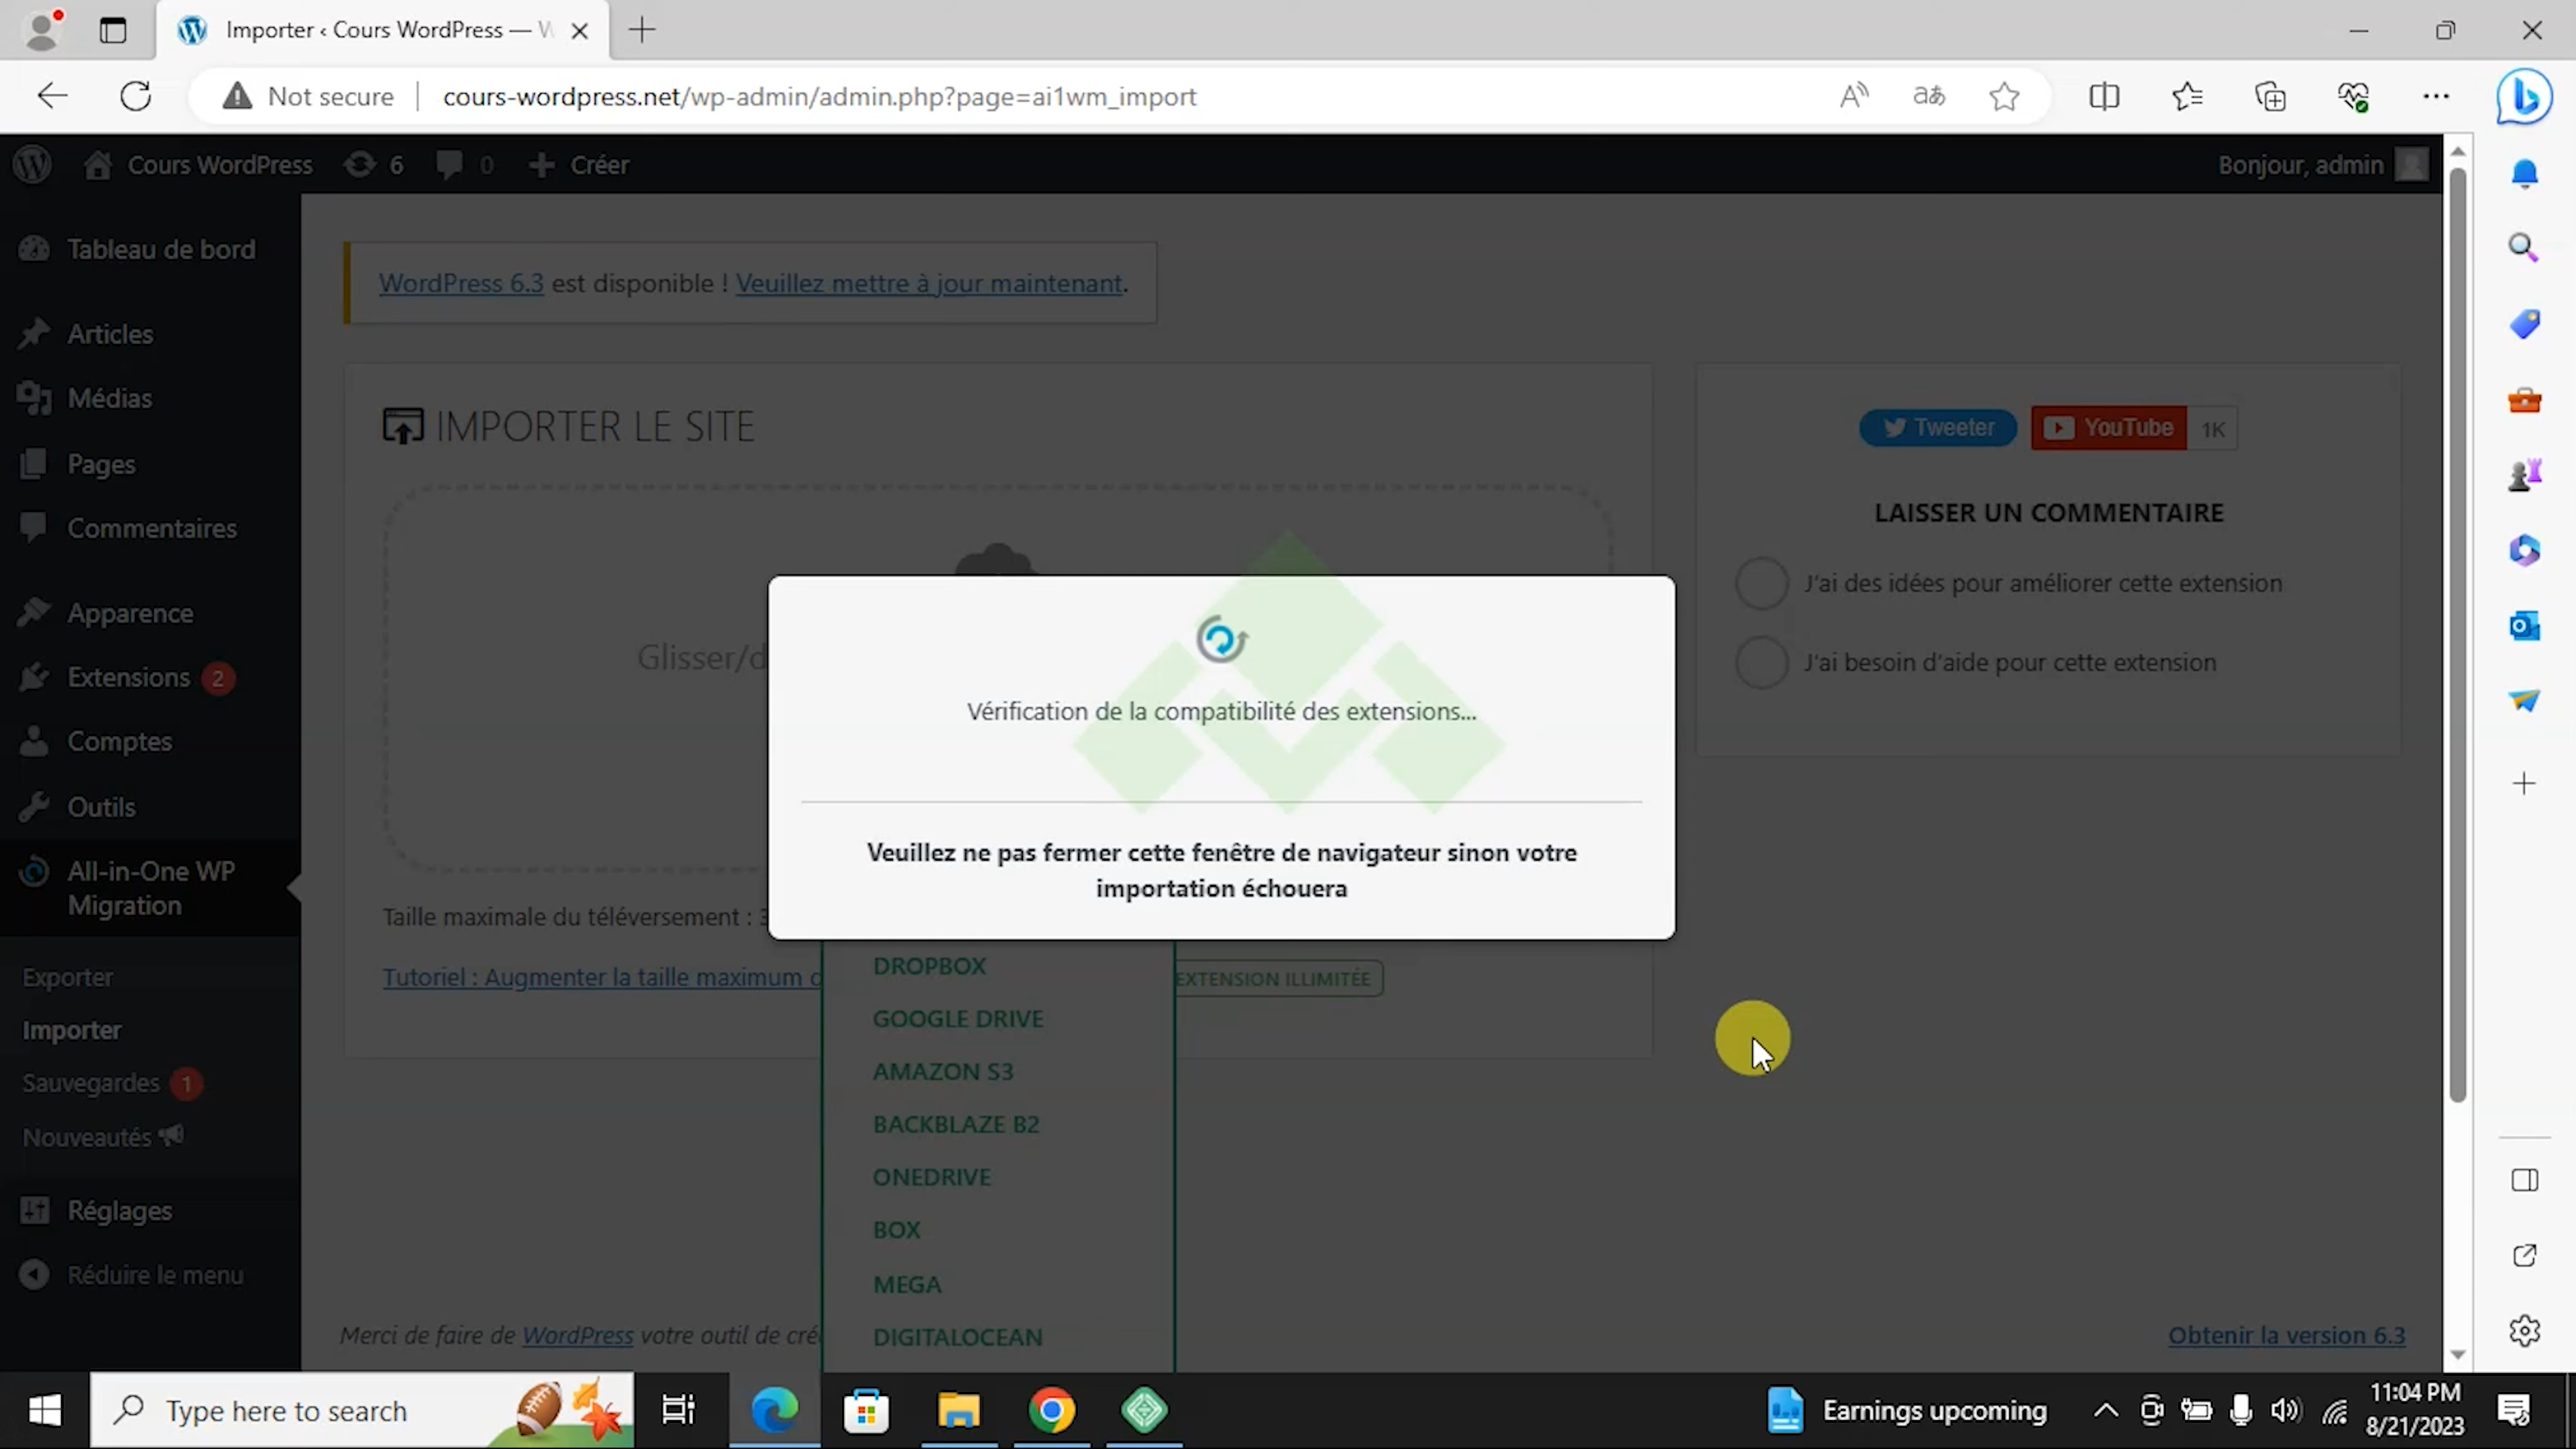 Importer ‹ Cours WordPress —
Not secure
cours-wordpress.net/wp-admin/admin.php?page=ai1wm_import
Cours WordPress
6
0
Créer
Bonjour, admin
Tableau de bord
Articles
Médias
Pages
Commentaires
Apparence
Extensions 2
Comptes
Outils
All-in-One WP
Migration
Exporter
Importer
Sauvegardes 1
Nouveautés
Réglages
Réduire le menu
WordPress 6.3 est disponible ! Veuillez mettre à jour maintenant.
IMPORTER LE SITE
Glisser/d
Taille maximale du téléversement :
Tutoriel : Augmenter la taille maximum
EXTENSION ILLIMITÉE
Vérification de la compatibilité des extensions...
Veuillez ne pas fermer cette fenêtre de navigateur sinon votre
importation échouera
DROPBOX
GOOGLE DRIVE
AMAZON S3
BACKBLAZE B2
ONEDRIVE
BOX
MEGA
DIGITALOCEAN
Tweeter
YouTube 1K
LAISSER UN COMMENTAIRE
J'ai des idées pour améliorer cette extension
J'ai besoin d'aide pour cette extension
Merci de faire de WordPress votre outil de cré
Obtenir la version 6.3
Type here to search
Earnings upcoming
11:04 PM
8/21/2023